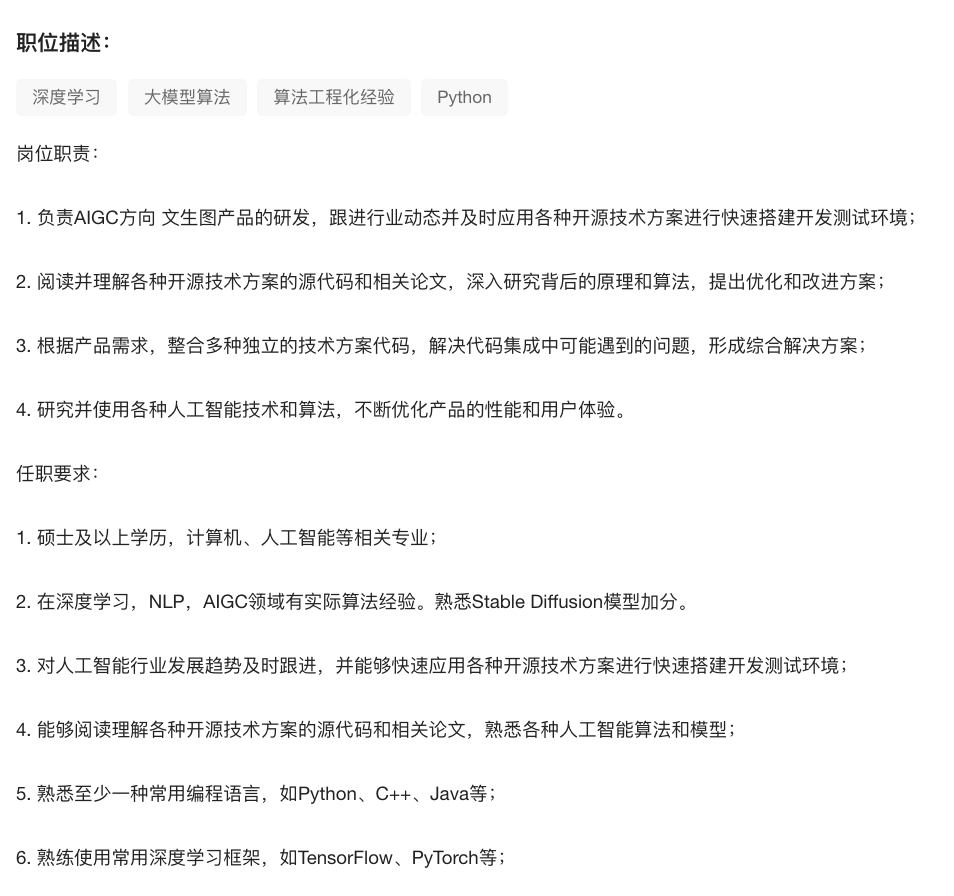 职位描述：
深度学习 大模型算法 算法工程化经验 Python
岗位职责：
1. 负责AIGC方向 文生图产品的研发，跟进行业动态并及时应用各种开源技术方案进行快速搭建开发测试环境；
2. 阅读并理解各种开源技术方案的源代码和相关论文，深入研究背后的原理和算法，提出优化和改进方案；
3. 根据产品需求，整合多种独立的技术方案代码，解决代码集成中可能遇到的问题，形成综合解决方案；
4. 研究并使用各种人工智能技术和算法，不断优化产品的性能和用户体验。
任职要求：
1. 硕士及以上学历，计算机、人工智能等相关专业；
2. 在深度学习，NLP，AIGC领域有实际算法经验。熟悉Stable Diffusion模型加分。
3. 对人工智能行业发展趋势及时跟进，并能够快速应用各种开源技术方案进行快速搭建开发测试环境；
4. 能够阅读理解各种开源技术方案的源代码和相关论文，熟悉各种人工智能算法和模型；
5. 熟悉至少一种常用编程语言，如Python、C++、Java等；
6. 熟练使用常用深度学习框架，如TensorFlow、PyTorch等；